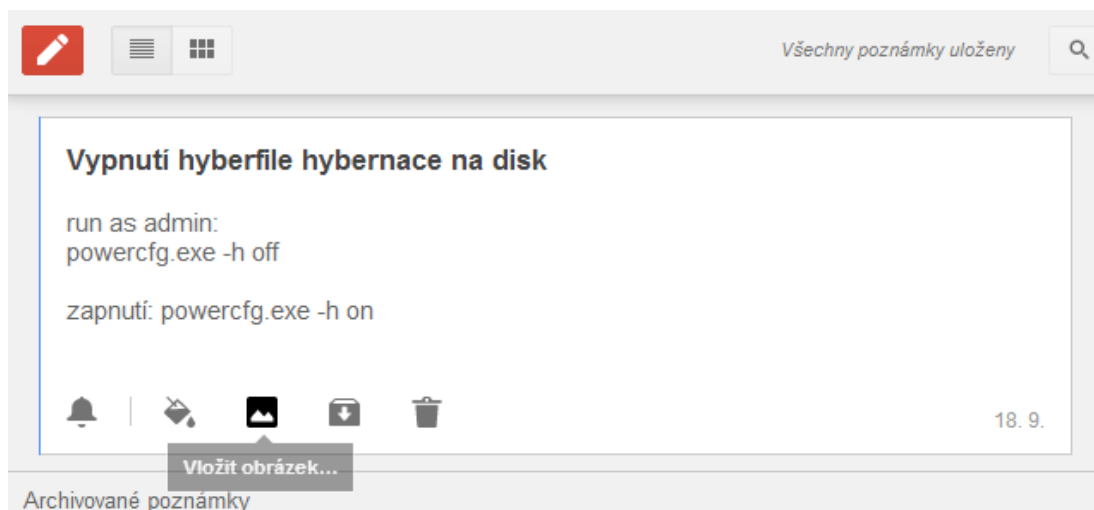 Všechny poznámky uloženy
Vypnutí hyberfile hybernace na disk
run as admin:
powercfg.exe -h off
zapnutí: powercfg.exe -h on
18. 9.
Vložit obrázek...
Archivované poznámky